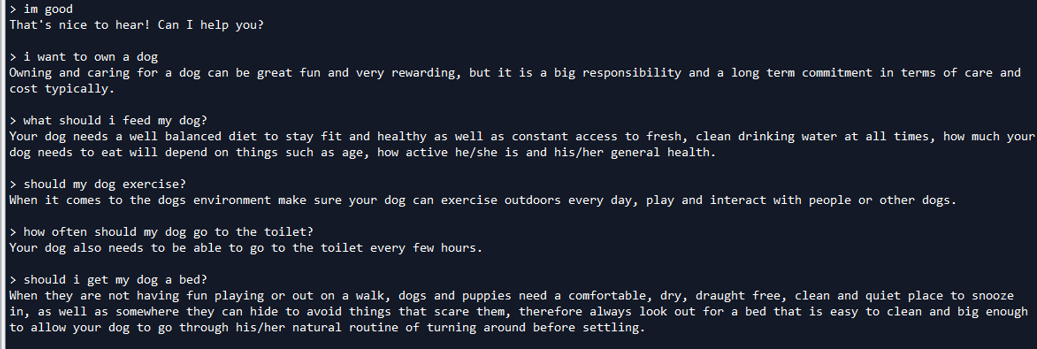 > im good
That's nice to hear! Can I help you?
> i want to own a dog
Owning and caring for a dog can be great fun and very rewarding, but it is a big responsibility and a long term commitment in terms of care and
cost typically.
> what should i feed my dog?
Your dog needs a well balanced diet to stay fit and healthy as well as constant access to fresh, clean drinking water at all times, how much your
dog needs to eat will depend on things such as age, how active he/she is and his/her general health.
> should my dog exercise?
When it comes to the dogs environment make sure your dog can exercise outdoors every day, play and interact with people or other dogs.
> how often should my dog go to the toilet?
Your dog also needs to be able to go to the toilet every few hours.
> should i get my dog a bed?
When they are not having fun playing or out on a walk, dogs and puppies need a comfortable, dry, draught free, clean and quiet place to snooze
in, as well as somewhere they can hide to avoid things that scare them, therefore always look out for a bed that is easy to clean and big enough
to allow your dog to go through his/her natural routine of turning around before settling.